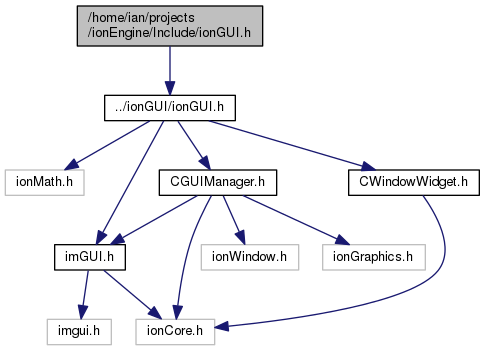 /home/ian/projects
/ionEngine/Include/ionGUI.h
../ionGUI/ionGUI.h
ionMath.h
CGUIManager.h
CWindowWidget.h
imGUI.h
ionWindow.h
ionGraphics.h
imgui.h
ionCore.h